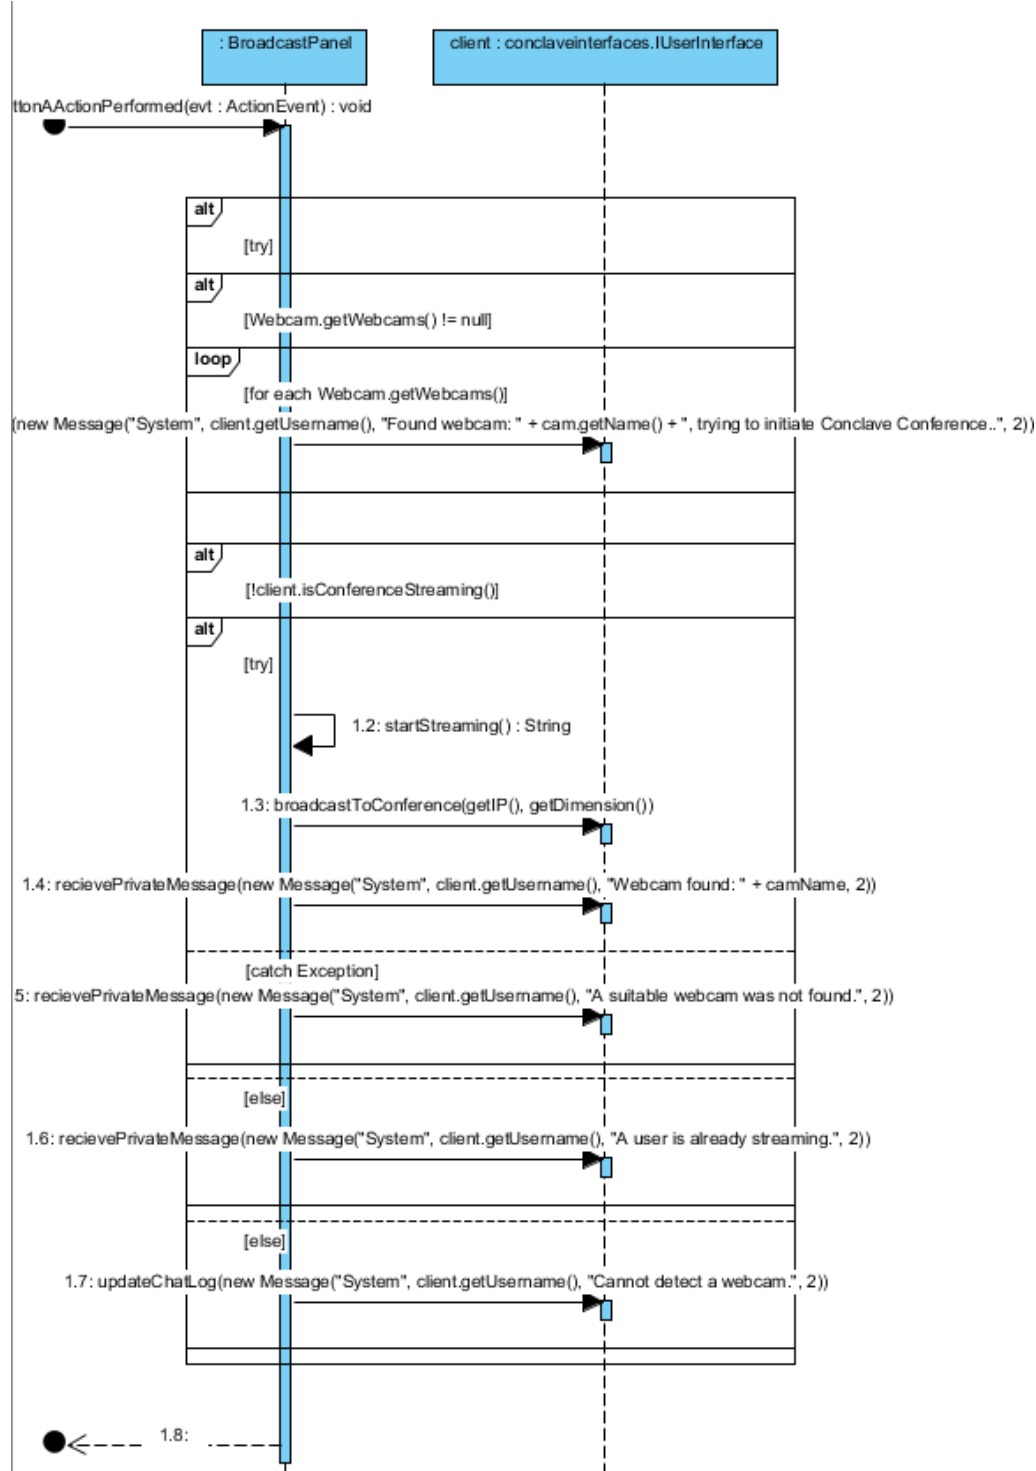 : BroadcastPanel
client : conclaveinterfaces.IUserInterface
ttonAActionPerformed(evt : ActionEvent) : void
alt
[try]
alt
[Webcam.getWebcams() != null]
loop
[for each Webcam.getWebcams()]
(new Message("System", client.getUsername(), "Found webcam: " + cam.getName() + ", trying to initiate Conclave Conference..", 2))
alt
[!client.isConferenceStreaming()]
alt
[try]
1.2: startStreaming() : String
1.3: broadcastToConference(getIP(), getDimension())
1.4: recievePrivateMessage(new Message("System", client.getUsername(), "Webcam found: " + camName, 2))
[catch Exception]
5: recievePrivateMessage(new Message("System", client.getUsername(), "A suitable webcam was not found.", 2))
[else]
1.6: recievePrivateMessage(new Message("System", client.getUsername(), "A user is already streaming.", 2))
[else]
1.7: updateChatLog(new Message("System", client.getUsername(), "Cannot detect a webcam.", 2))
1.8: